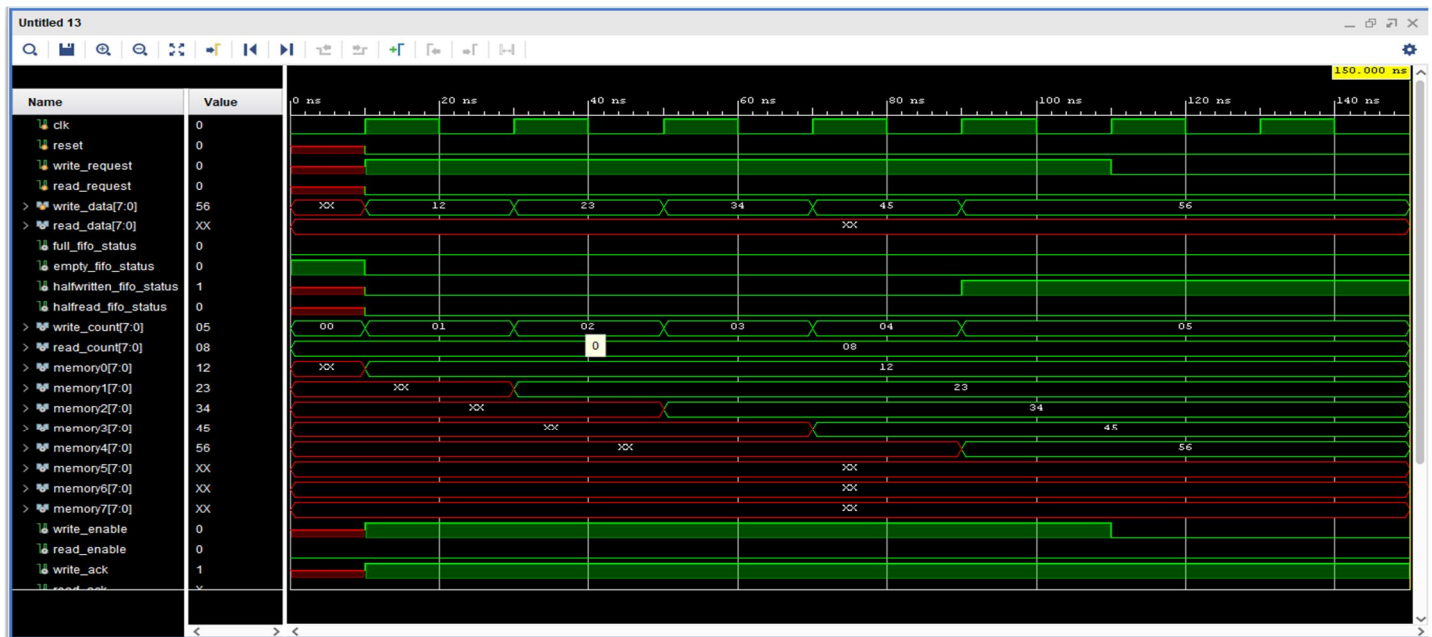 Untitled 13
150.000 ns
Name Value 0 ns 20 ns 40 ns 60 ns 80 ns 100 ns 120 ns 140 ns
clk 0
reset 0
write_request 0
read_request 0
write_data[7:0] 56 XX 12 23 34 45 56
read_data[7:0] XX XX
full_fifo_status 0
empty_fifo_status 0
halfwritten_fifo_status 1
halfread_fifo_status 0
write_count[7:0] 05 00 01 02 03 04 05
read_count[7:0] 08 0 08
memory0[7:0] 12 XX 12
memory1[7:0] 23 XX 23
memory2[7:0] 34 XX 34
memory3[7:0] 45 XX 45
memory4[7:0] 56 XX 56
memory5[7:0] XX XX
memory6[7:0] XX XX
memory7[7:0] XX XX
write_enable 0
read_enable 0
write_ack 1